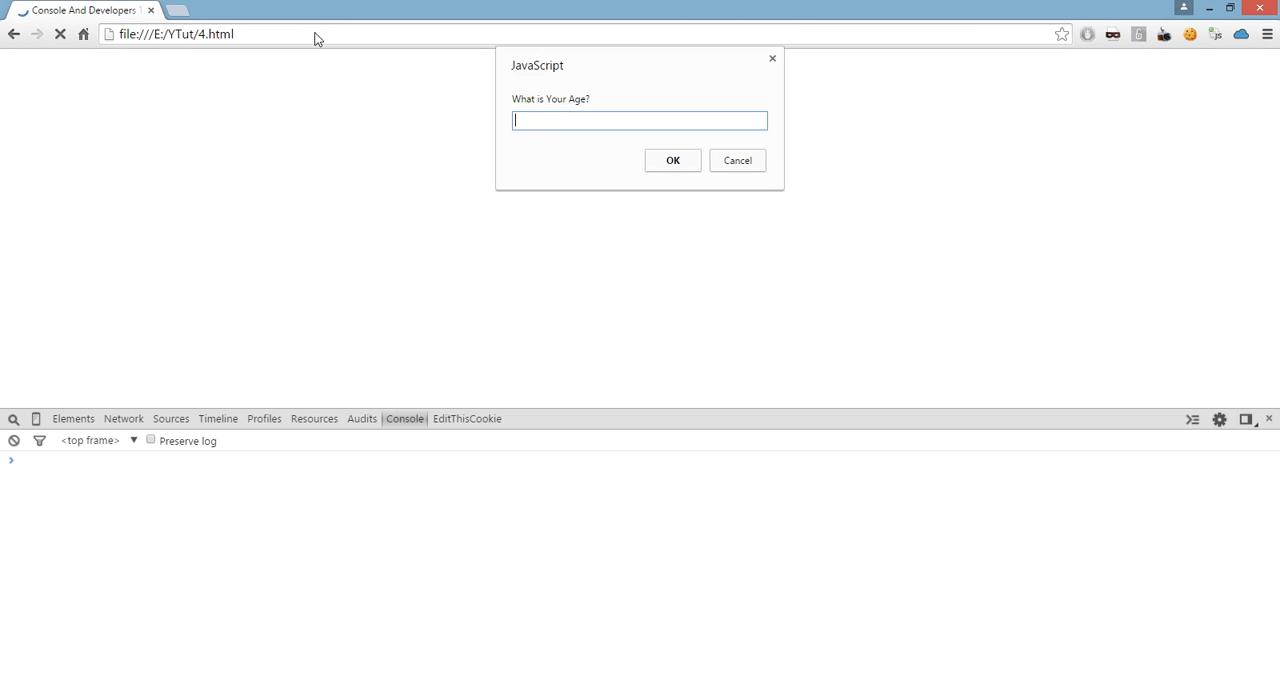 Console And Developers T
file:///E:/YTut/4.html
JavaScript
What is Your Age?
OK Cancel
Elements Network Sources Timeline Profiles Resources Audits Console EditThisCookie
<top frame> Preserve log